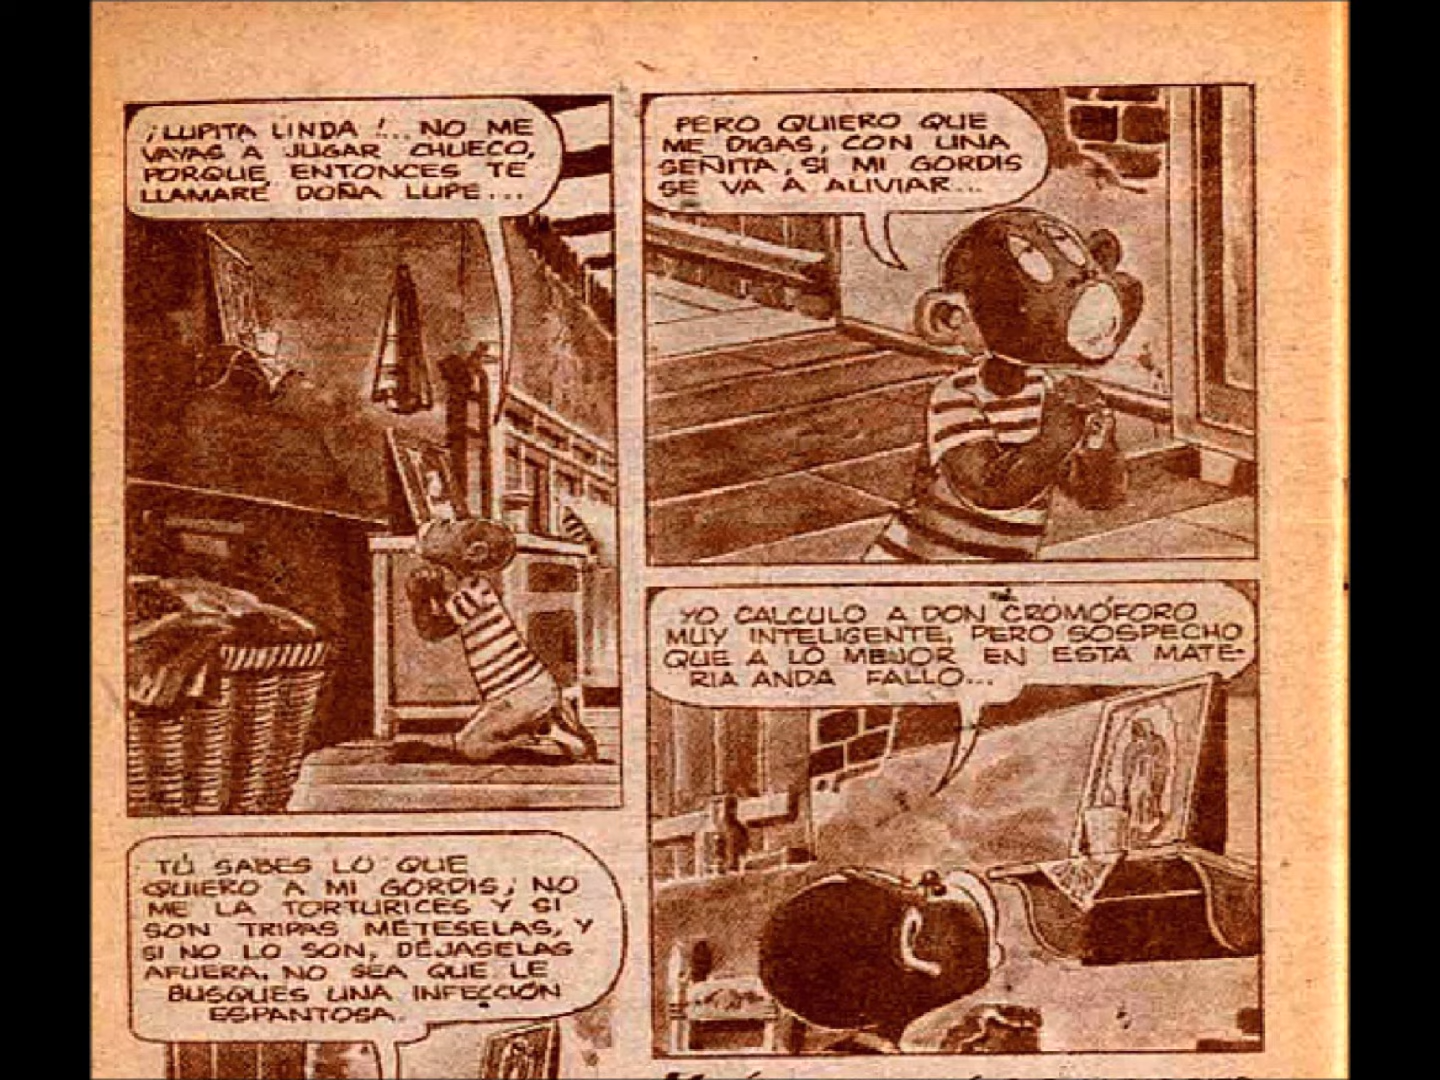 ¡LUPITA LINDA!... NO ME
VAYAS A JUGAR CHUECO,
PORQUE ENTONCES TE
LLAMARÉ DOÑA LUPE...
PERO QUIERO QUE
ME DIGAS, CON UNA
SEÑITA, SI MI GORDIS
SE VA A ALIVIAR...
YO CALCULO A DON CROMÓFORO
MUY INTELIGENTE, PERO SOSPECHO
QUE A LO MEJOR EN ESTA MATE-
RIA ANDA FALLO...
TÚ SABES LO QUE
QUIERO A MI GORDIS, NO
ME LA TORTURICES Y SI
SON TRIPAS MÉTESELAS, Y
SI NO LO SON, DÉJASELAS
AFUERA, NO SEA QUE LE
BUSQUES UNA INFECCIÓN
ESPANTOSA.